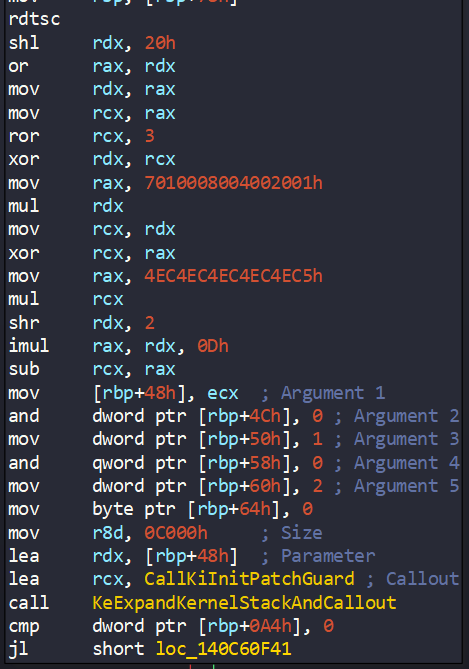 mov rbp, [rbp+78h]
rdtsc
shl rdx, 20h
or rax, rdx
mov rdx, rax
mov rcx, rax
ror rcx, 3
xor rdx, rcx
mov rax, 7010008004002001h
mul rdx
mov rcx, rdx
xor rcx, rax
mov rax, 4EC4EC4EC4EC4EC5h
mul rcx
shr rdx, 2
imul rax, rdx, 0Dh
sub rcx, rax
mov [rbp+48h], ecx ; Argument 1
and dword ptr [rbp+4Ch], 0 ; Argument 2
mov dword ptr [rbp+50h], 1 ; Argument 3
and qword ptr [rbp+58h], 0 ; Argument 4
mov dword ptr [rbp+60h], 2 ; Argument 5
mov byte ptr [rbp+64h], 0
mov r8d, 0C000h ; Size
lea rdx, [rbp+48h] ; Parameter
lea rcx, CallKiInitPatchGuard ; Callout
call KeExpandKernelStackAndCallout
cmp dword ptr [rbp+0A4h], 0
jl short loc_140C60F41